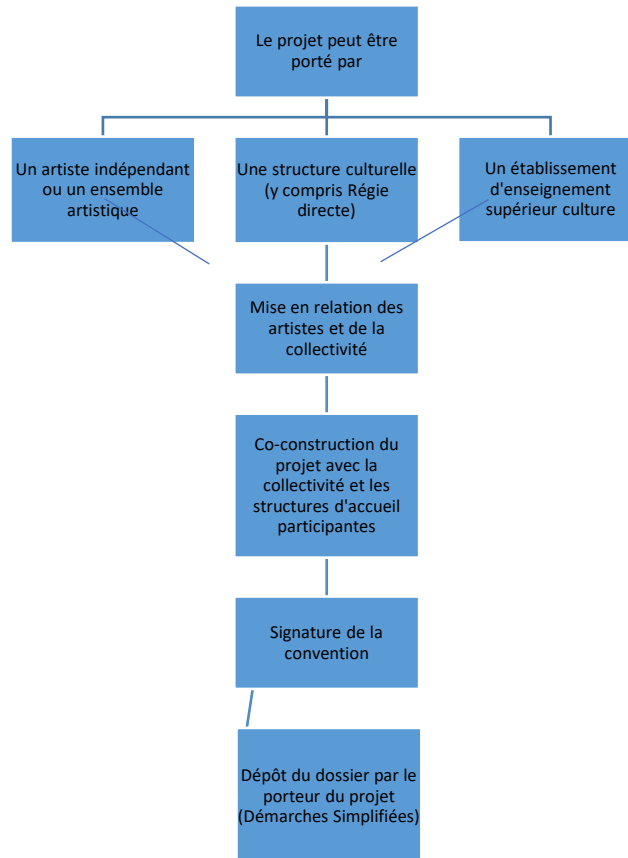 Le projet peut être
porté par
Un artiste indépendant
ou un ensemble
artistique
Une structure culturelle
(y compris Régie
directe)
Un établissement
d'enseignement
supérieur culture
Mise en relation des
artistes et de la
collectivité
Co-construction du
projet avec la
collectivité et les
structures d'accueil
participantes
Signature de la
convention
Dépôt du dossier par le
porteur du projet
(Démarches Simplifiées)